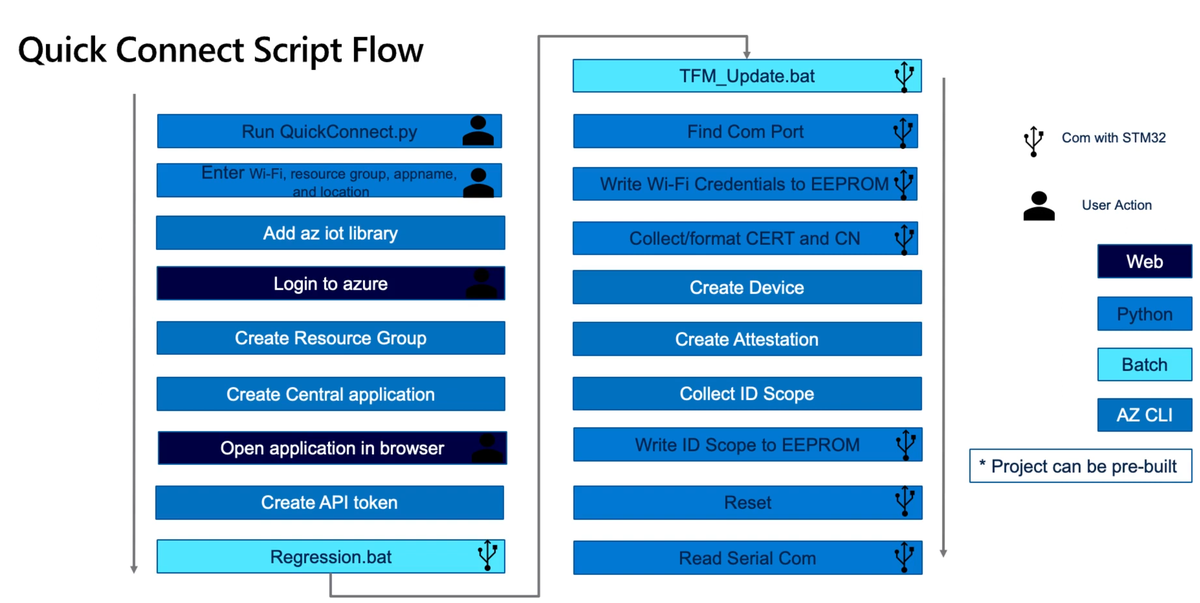 Quick Connect Script Flow
Run QuickConnect.py
Enter Wi-Fi, resource group, appname,
and location
Add az iot library
Login to azure
Create Resource Group
Create Central application
Open application in browser
Create API token
Regression.bat
TFM_Update.bat
Find Com Port
Write Wi-Fi Credentials to EEPROM
Collect/format CERT and CN
Create Device
Create Attestation
Collect ID Scope
Write ID Scope to EEPROM
Reset
Read Serial Com
Com with STM32
User Action
Web
Python
Batch
AZ CLI
* Project can be pre-built